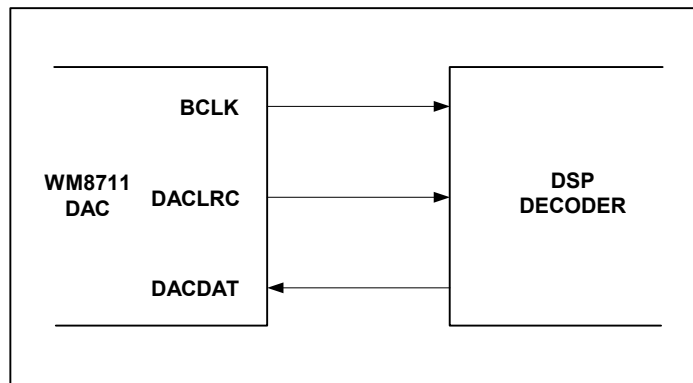 BCLK
WM8711
DAC
DACLRC
DSP
DECODER
DACDAT